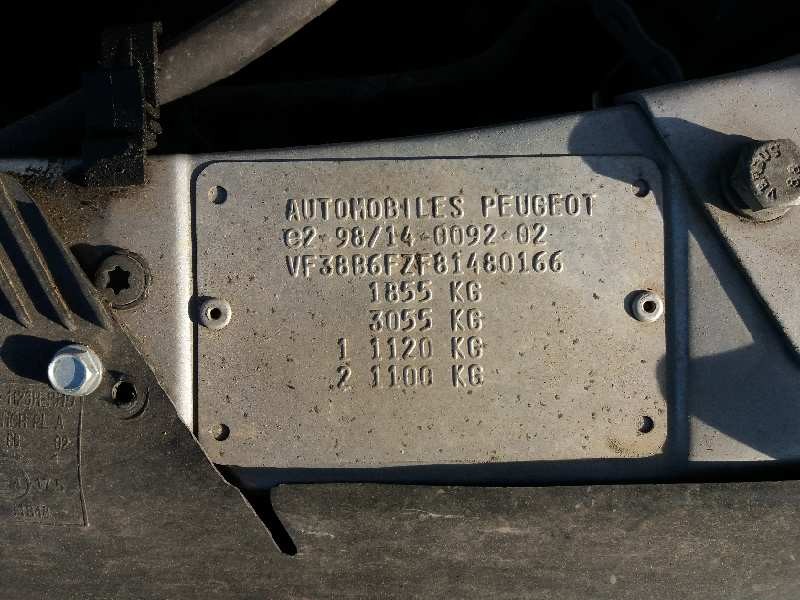 AUTOMOBILES PEUGEOT
e2*98/14*0092*02
VF38B6FZF81480166
1855 KG
3055 KG
1 1120 KG
2 1100 KG